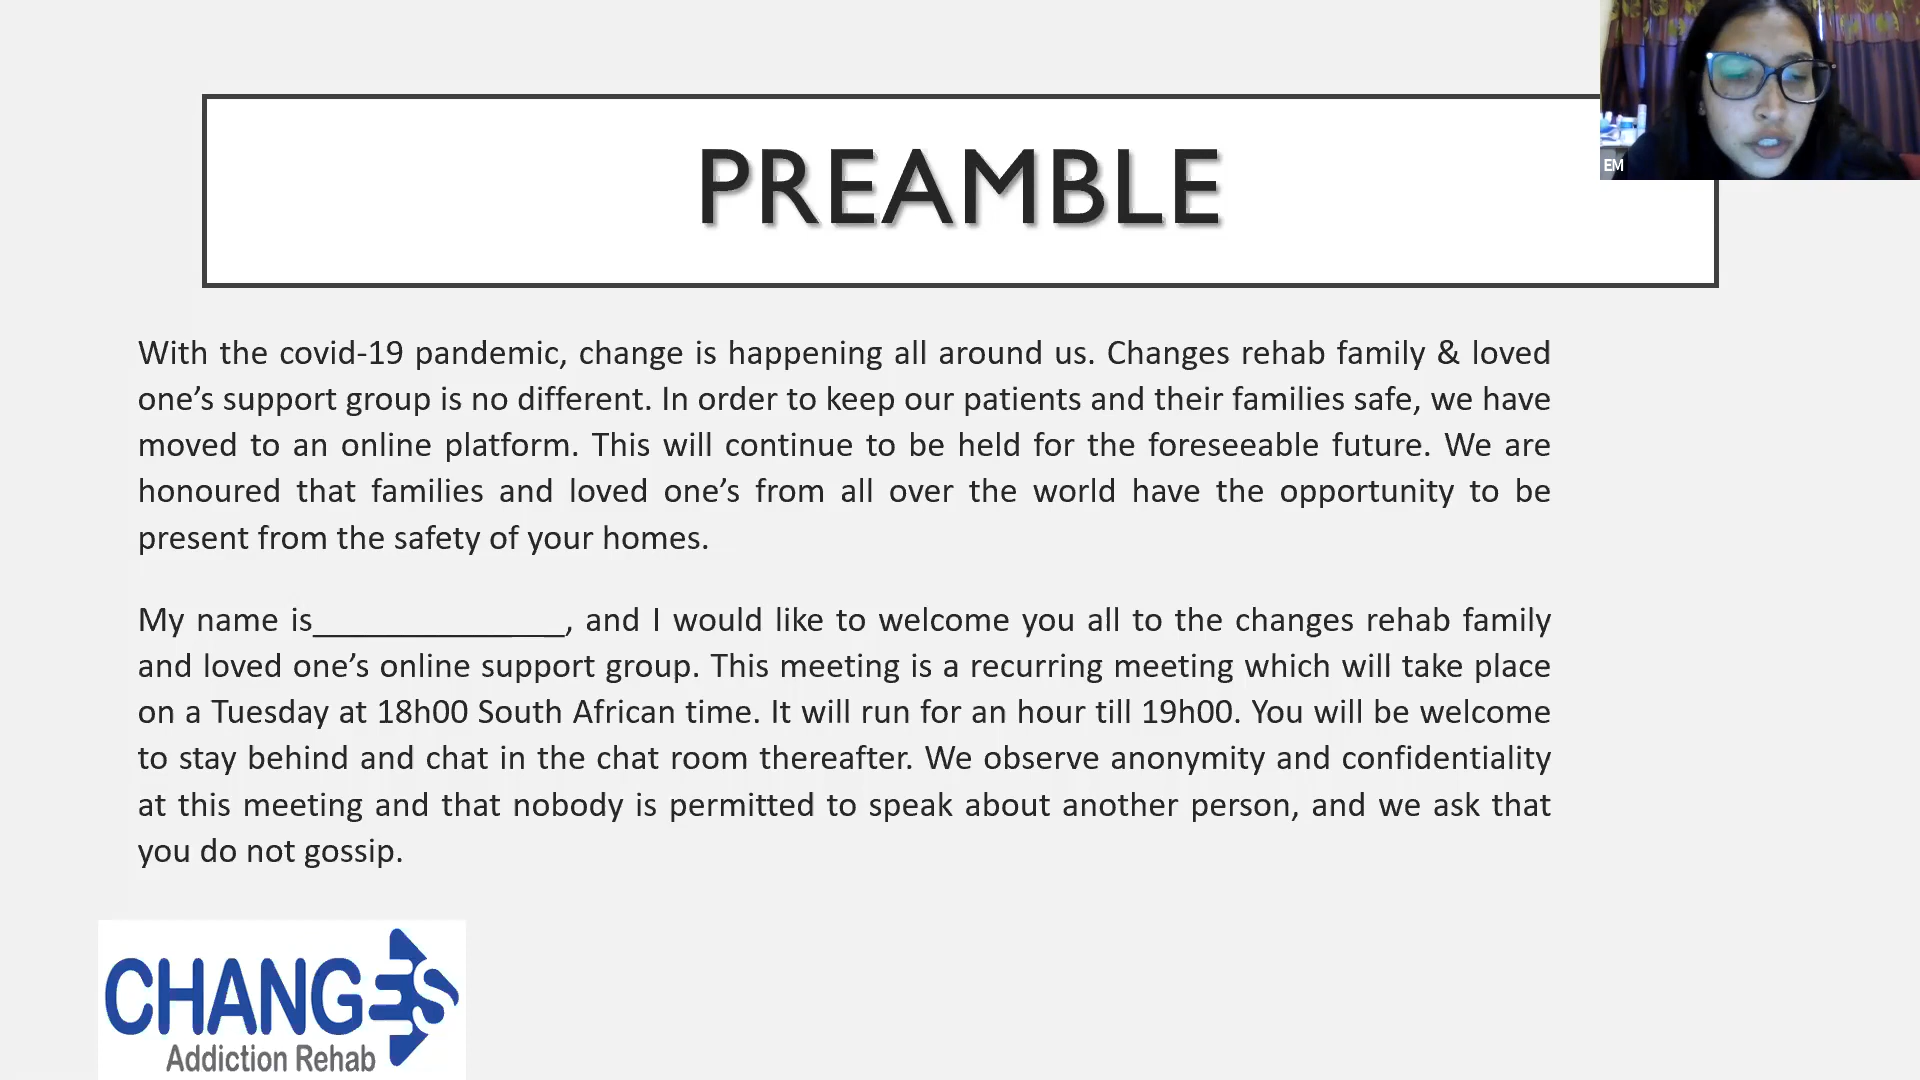 PREAMBLE
EM
With the covid-19 pandemic, change is happening all around us. Changes rehab family & loved
one’s support group is no different. In order to keep our patients and their families safe, we have
moved to an online platform. This will continue to be held for the foreseeable future. We are
honoured that families and loved one’s from all over the world have the opportunity to be
present from the safety of your homes.
My name is______________, and I would like to welcome you all to the changes rehab family
and loved one’s online support group. This meeting is a recurring meeting which will take place
on a Tuesday at 18h00 South African time. It will run for an hour till 19h00. You will be welcome
to stay behind and chat in the chat room thereafter. We observe anonymity and confidentiality
at this meeting and that nobody is permitted to speak about another person, and we ask that
you do not gossip.
CHANGES
Addiction Rehab